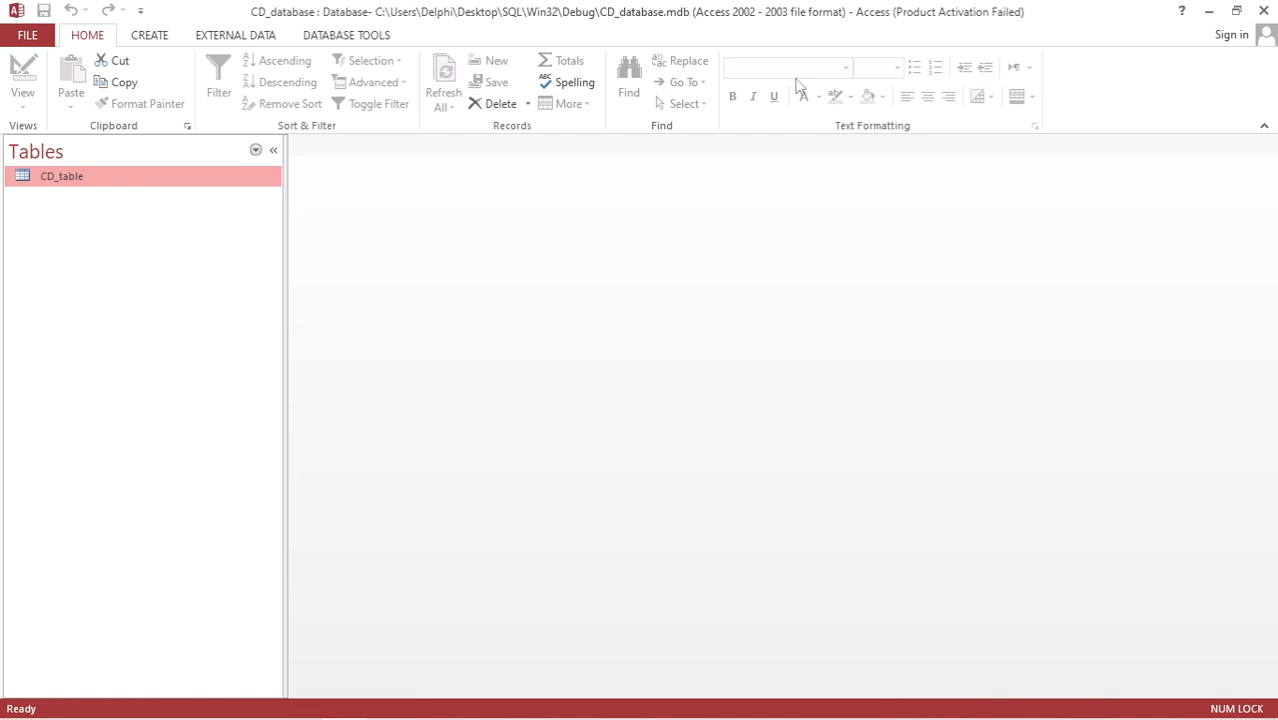 CD_database : Database- C:\Users\Delphi\Desktop\SQL\Win32\Debug\CD_database.mdb (Access 2002 - 2003 file format) - Access (Product Activation Failed)
?
FILE HOME CREATE EXTERNAL DATA DATABASE TOOLS Sign in
View
Views
Paste
Cut
Copy
Format Painter
Clipboard
Filter
Ascending
Descending
Remove Sort
Selection
Advanced
Toggle Filter
Sort & Filter
Refresh
All
New
Save
Delete
Totals
ABC
Spelling
More
Records
Find
Replace
Go To
Select
Find
B I U A
Text Formatting
Tables
CD_table
Ready
NUM LOCK